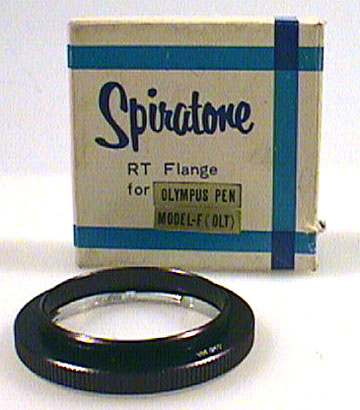 Spiratone
RT Flange
for OLYMPUS PEN
MODEL-F(OLT)